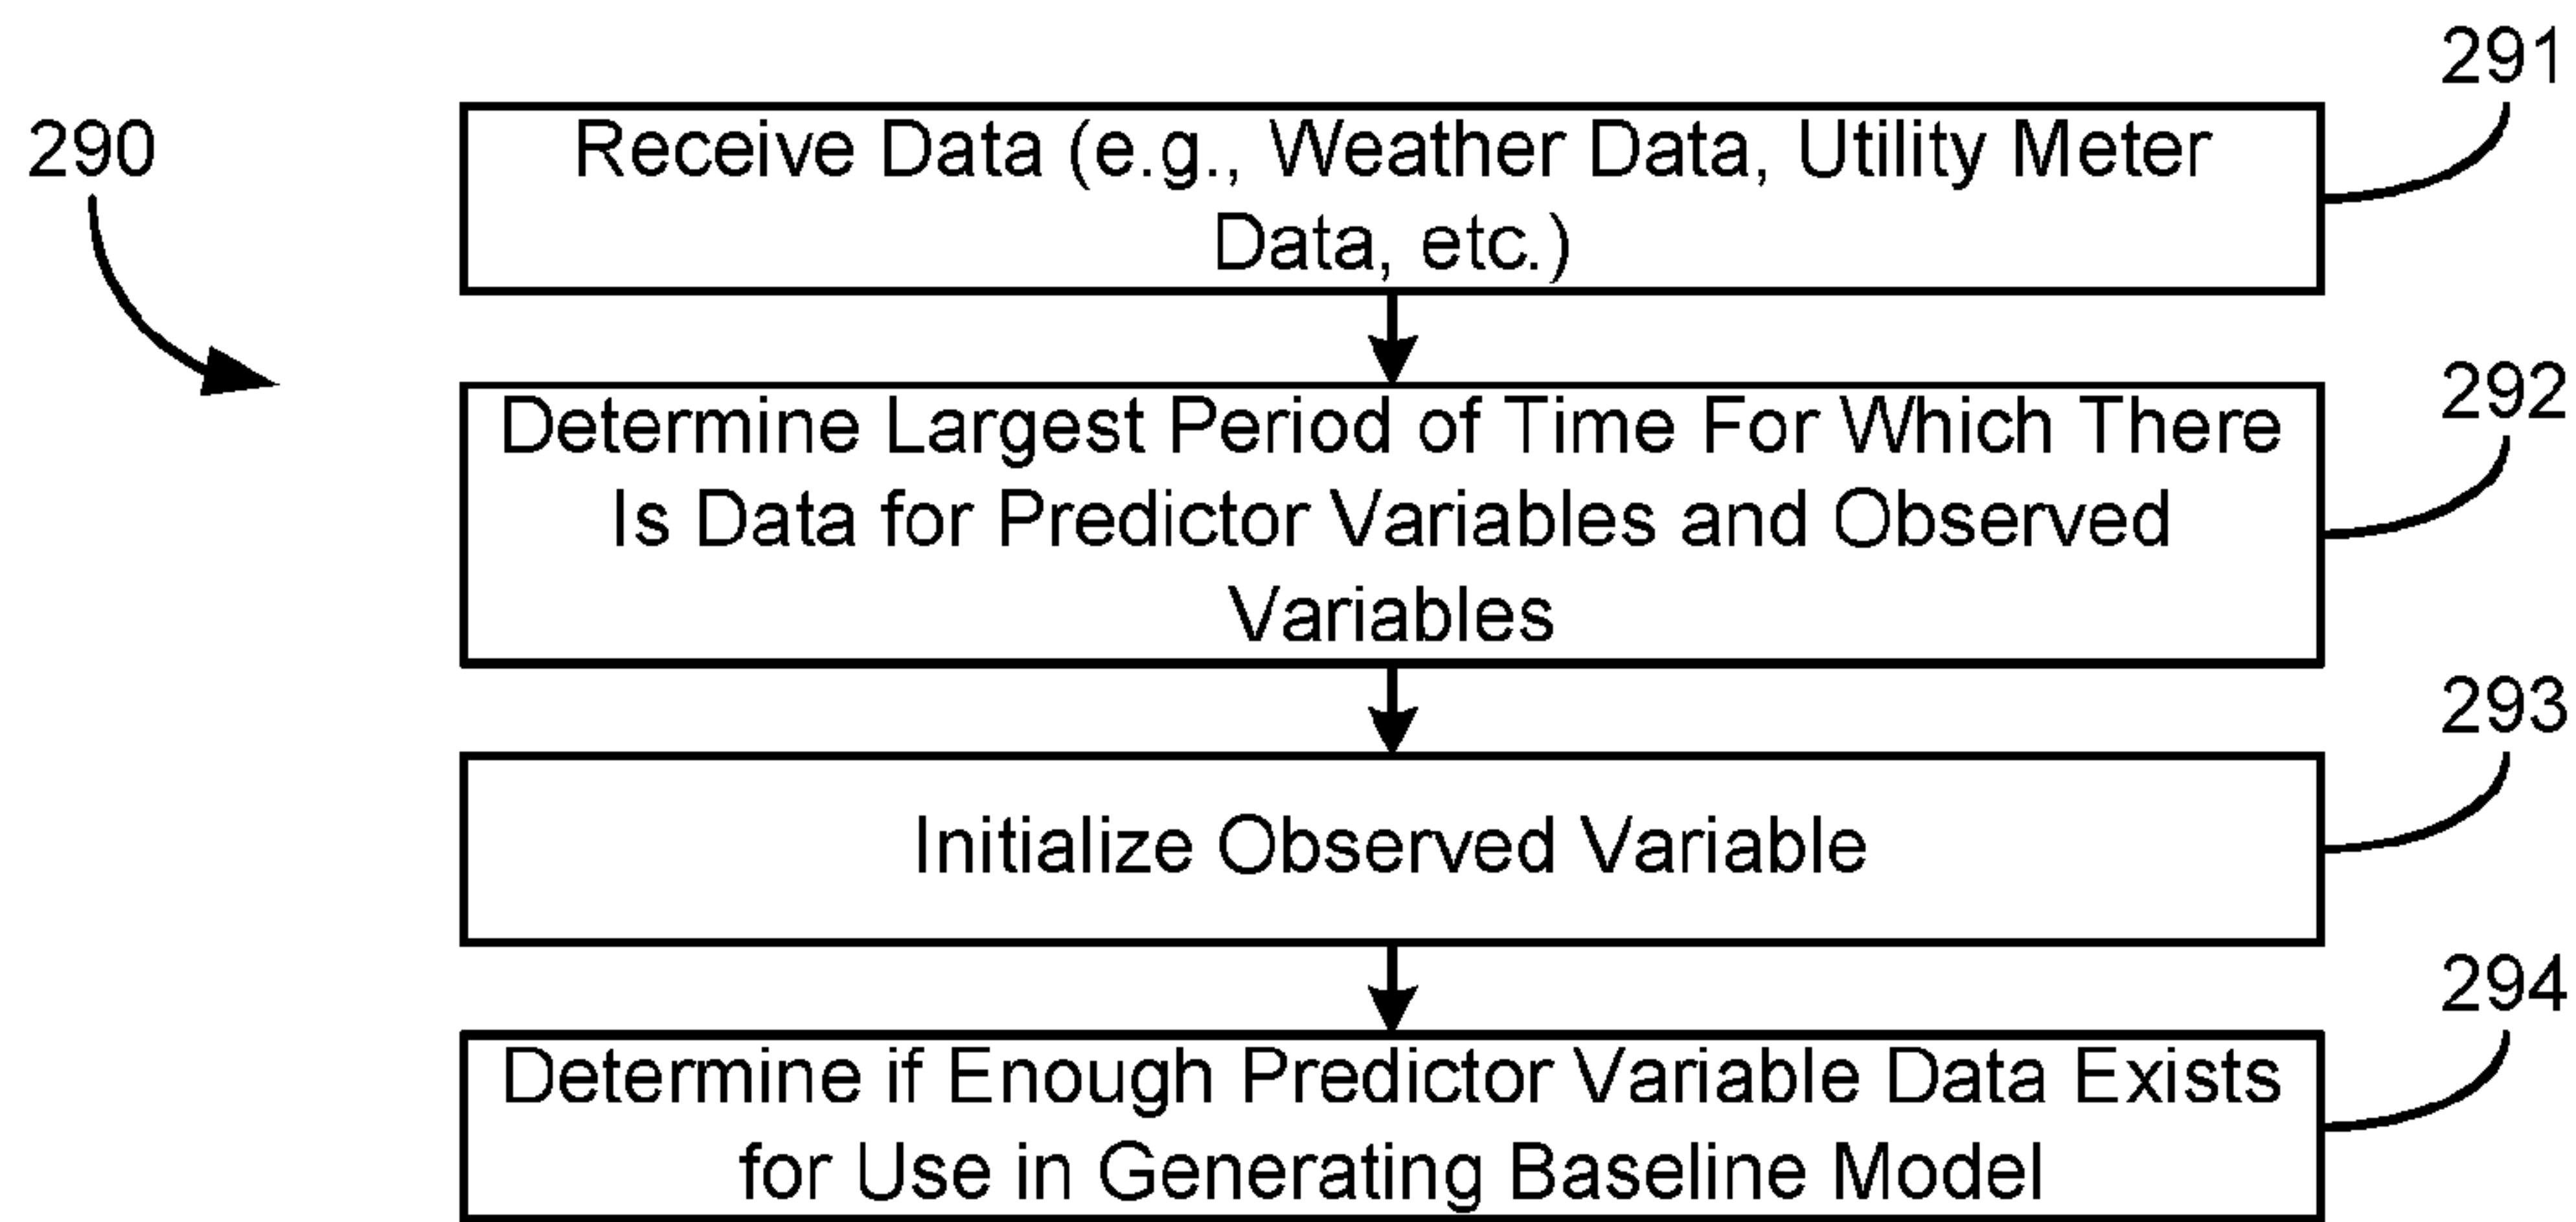 291
290
Receive Data (e.g., Weather Data, Utility Meter
Data, etc.)
292
Determine Largest Period of Time For Which There
Is Data for Predictor Variables and Observed
Variables
293
Initialize Observed Variable
294
Determine if Enough Predictor Variable Data Exists
for Use in Generating Baseline Model